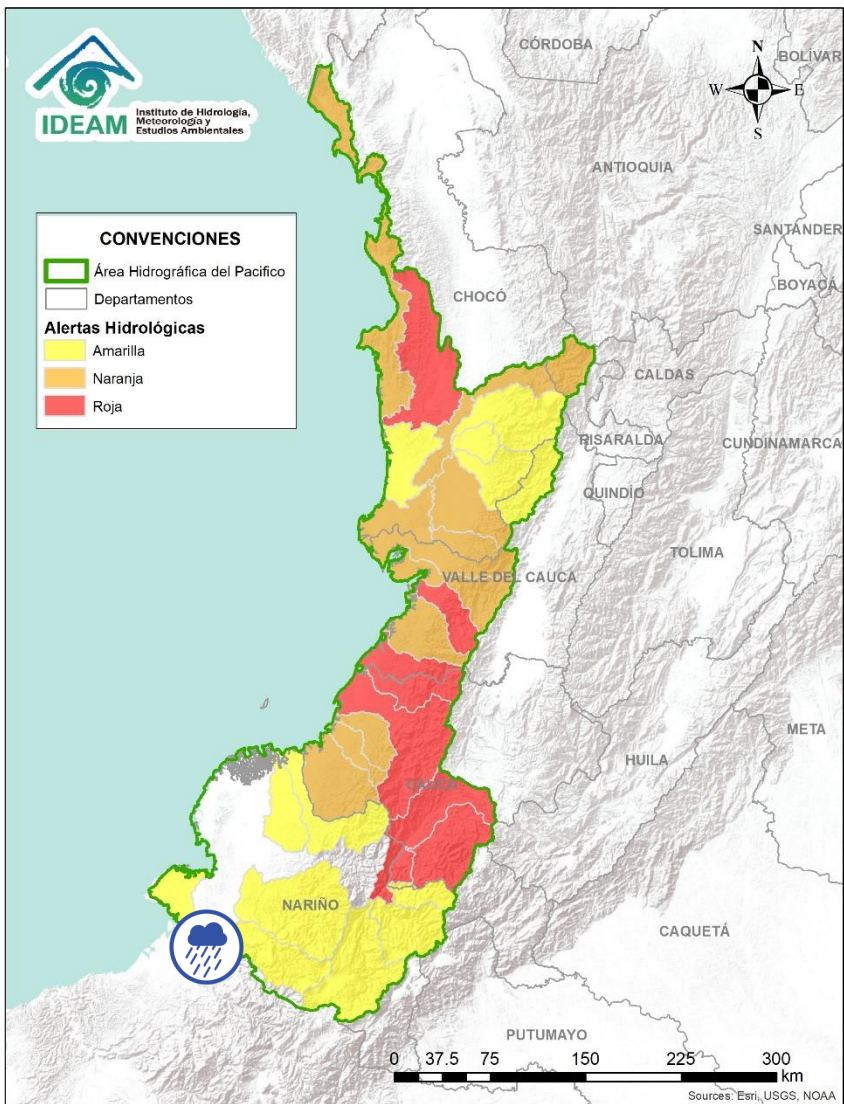 CÓRDOBA
BOLÍVAR
N
W E
S
IDEAM
Instituto de Hidrología,
Meteorología y
Estudios Ambientales
ANTIOQUIA
SANTANDER
CONVENCIONES
Área Hidrográfica del Pacifico
Departamentos
Alertas Hidrológicas
Amarilla
Naranja
Roja
BOYACÁ
CHOCÓ
CALDAS
RISARALDA
CUNDINAMARCA
QUINDÍO
TOLIMA
VALLE DEL CAUCA
META
HUILA
CAUCA
NARIÑO
CAQUETÁ
PUTUMAYO
0 37.5 75 150 225 300
km
Sources: Esri, USGS, NOAA